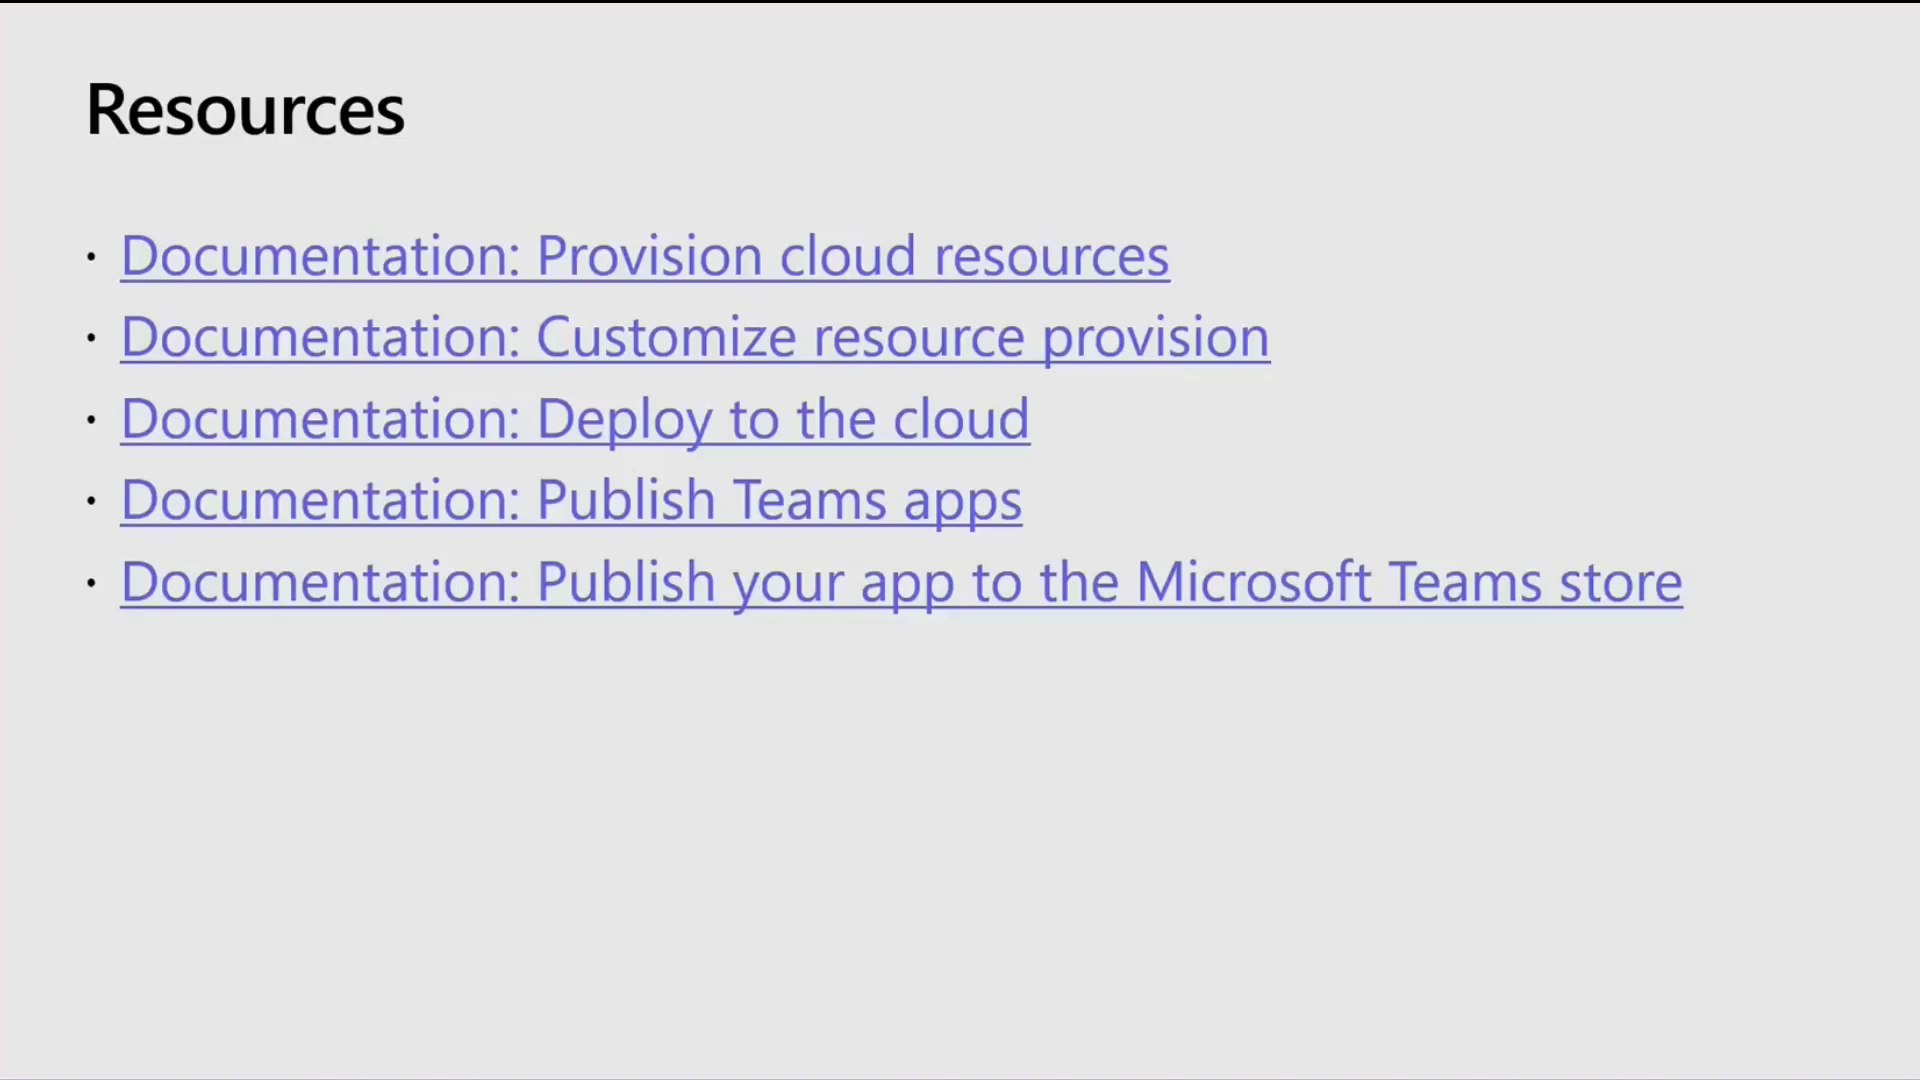 Resources
• Documentation: Provision cloud resources
• Documentation: Customize resource provision
• Documentation: Deploy to the cloud
• Documentation: Publish Teams apps
• Documentation: Publish your app to the Microsoft Teams store